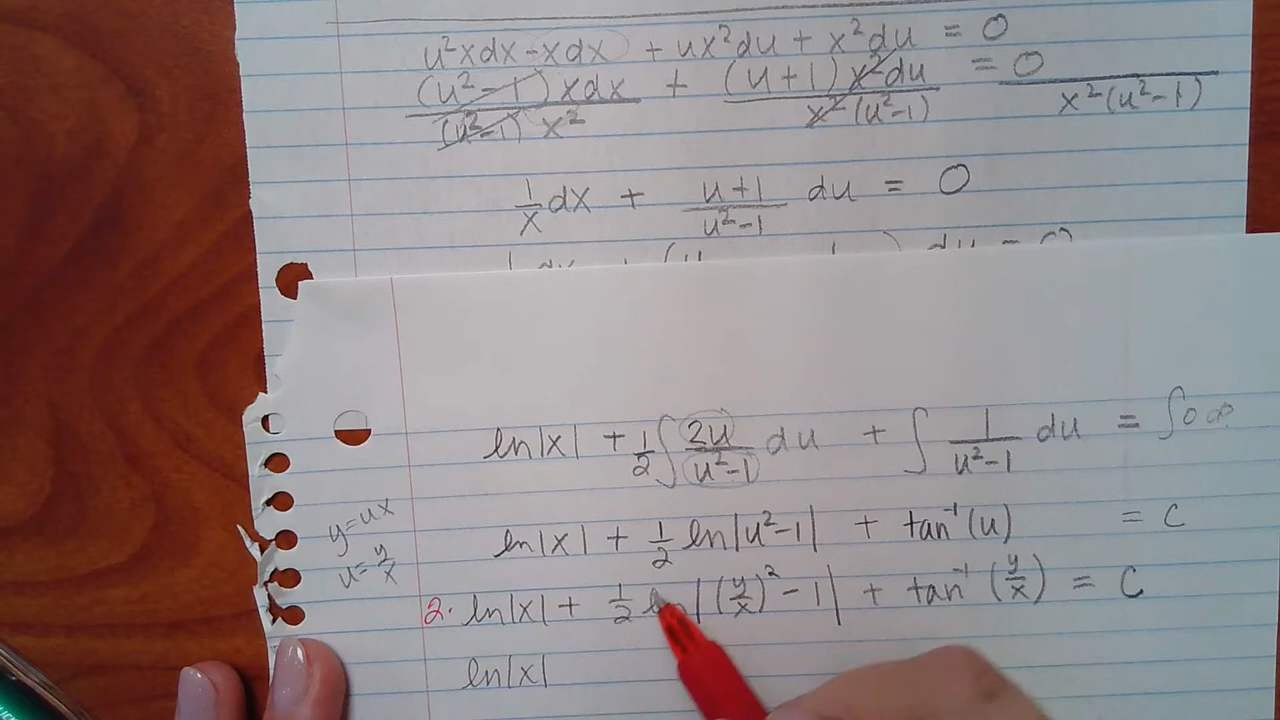 u²xdx - xdx + ux²du + x²du = 0
(u²-1)xdx / (u²-1)x² + (u+1)x²du / x²(u²-1) = 0 / x²(u²-1)
1/x dx + u+1/u²-1 du = 0
ln|x| + 1/2 ∫ 2u/u²-1 du + ∫ 1/u²-1 du = ∫0
y=ux
u=y/x
ln|x| + 1/2 ln|u²-1| + tan⁻¹(u) = C
2. ln|x| + 1/2 ln|(y/x)²-1| + tan⁻¹(y/x) = C
ln|x|